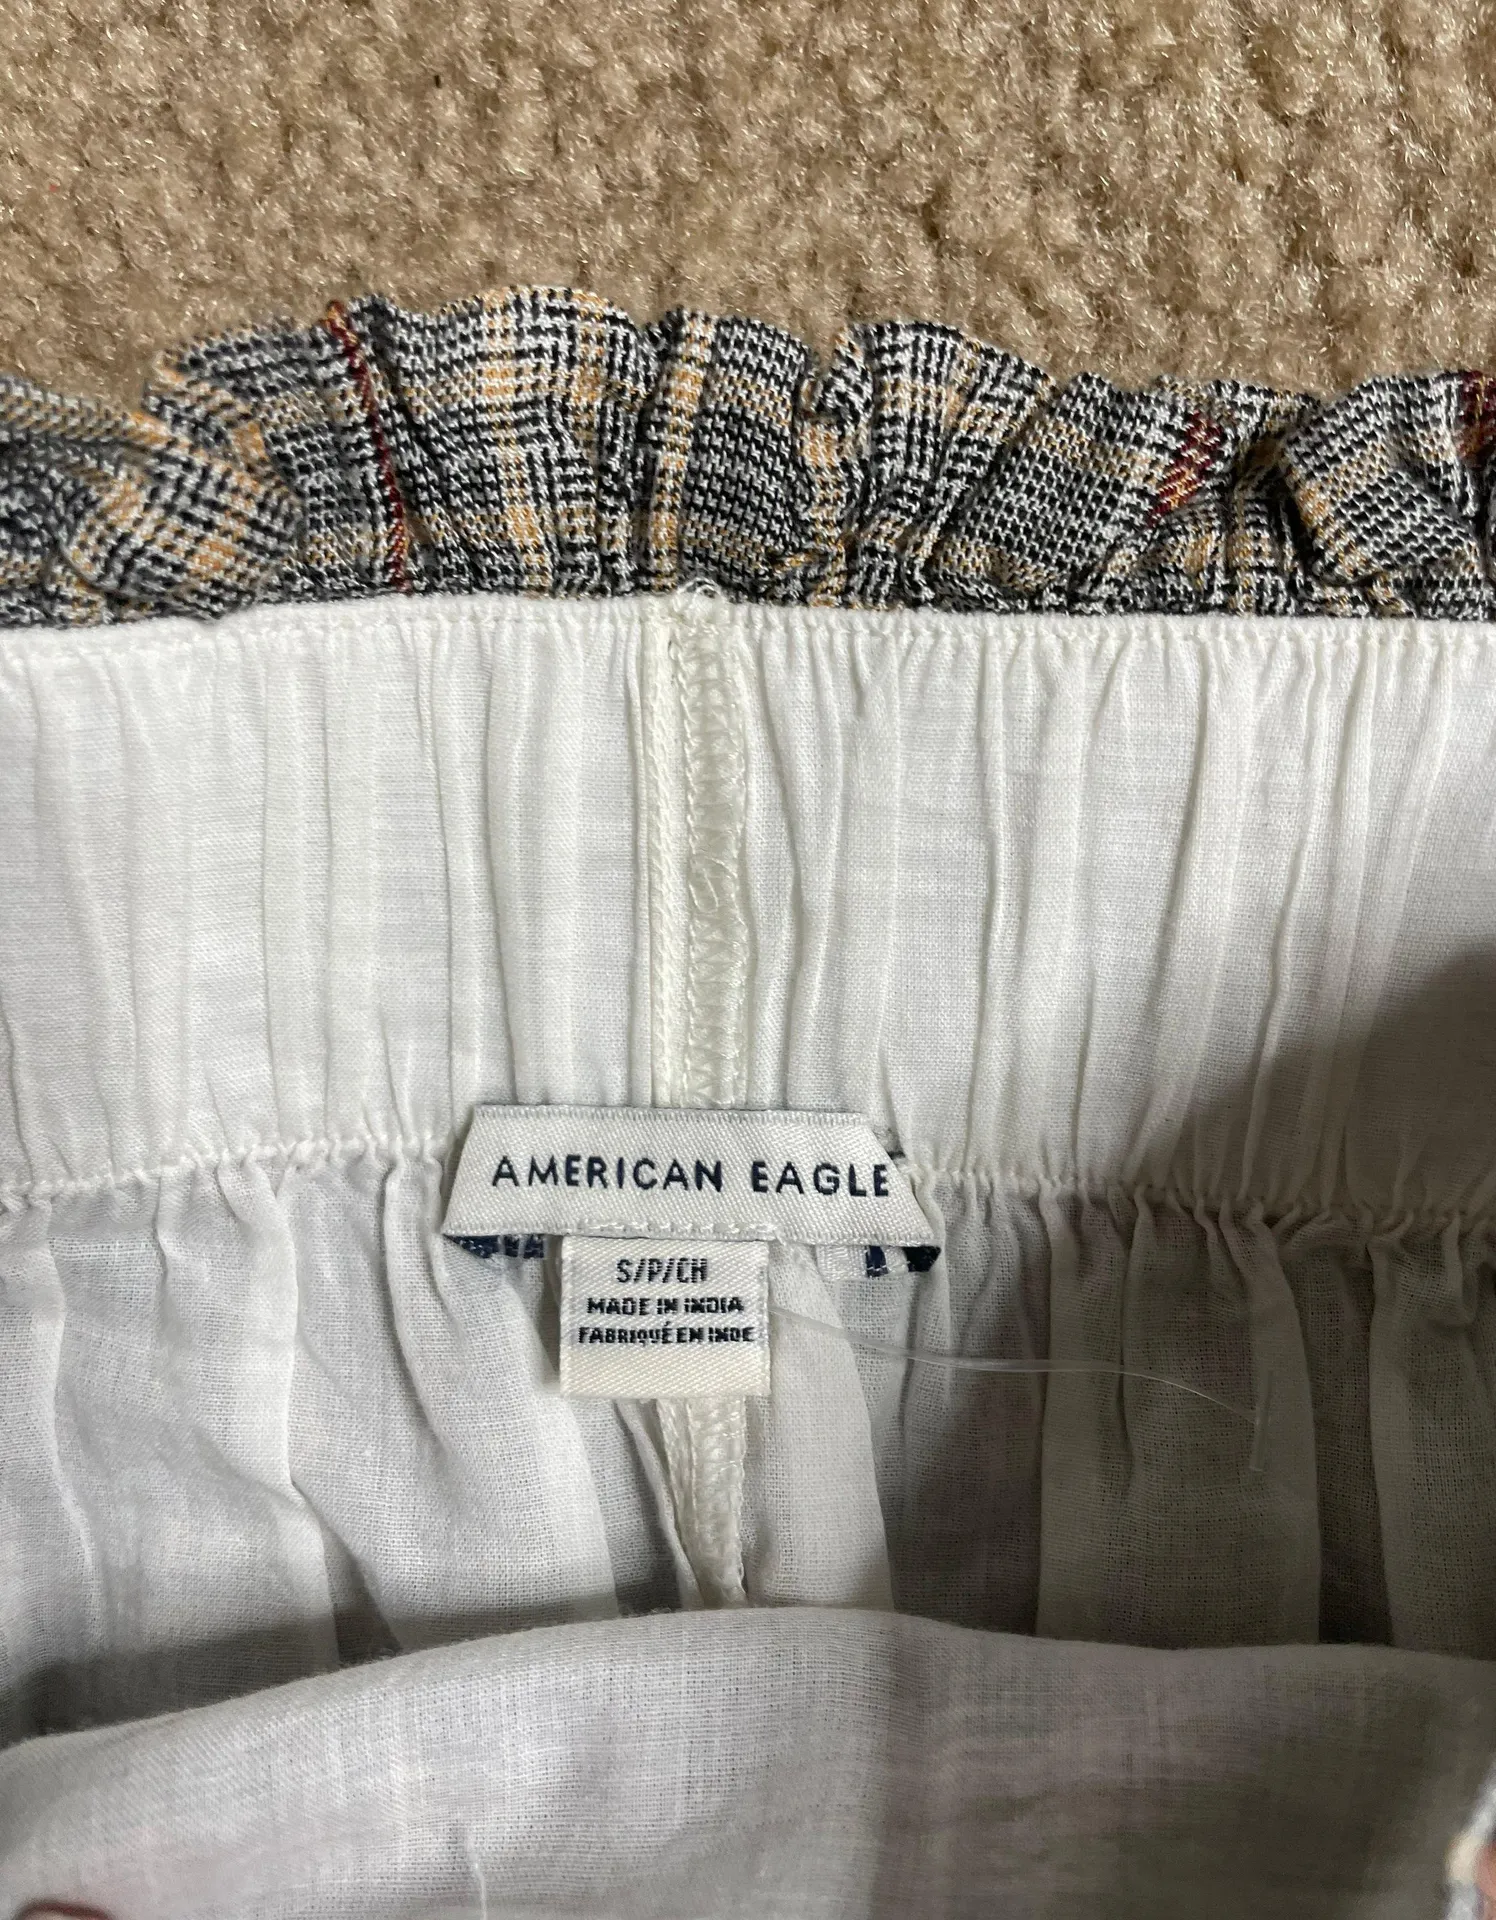 AMERICAN EAGLE
S/P/CH
MADE IN INDIA
FABRIQUÉ EN INDE